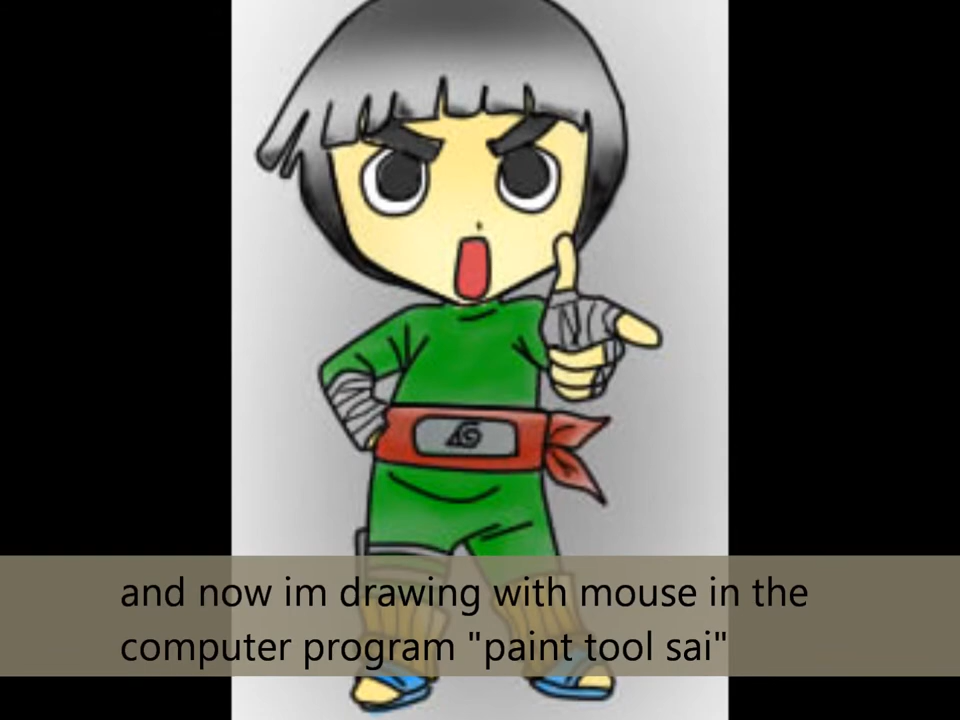 and now im drawing with mouse in the
computer program "paint tool sai"